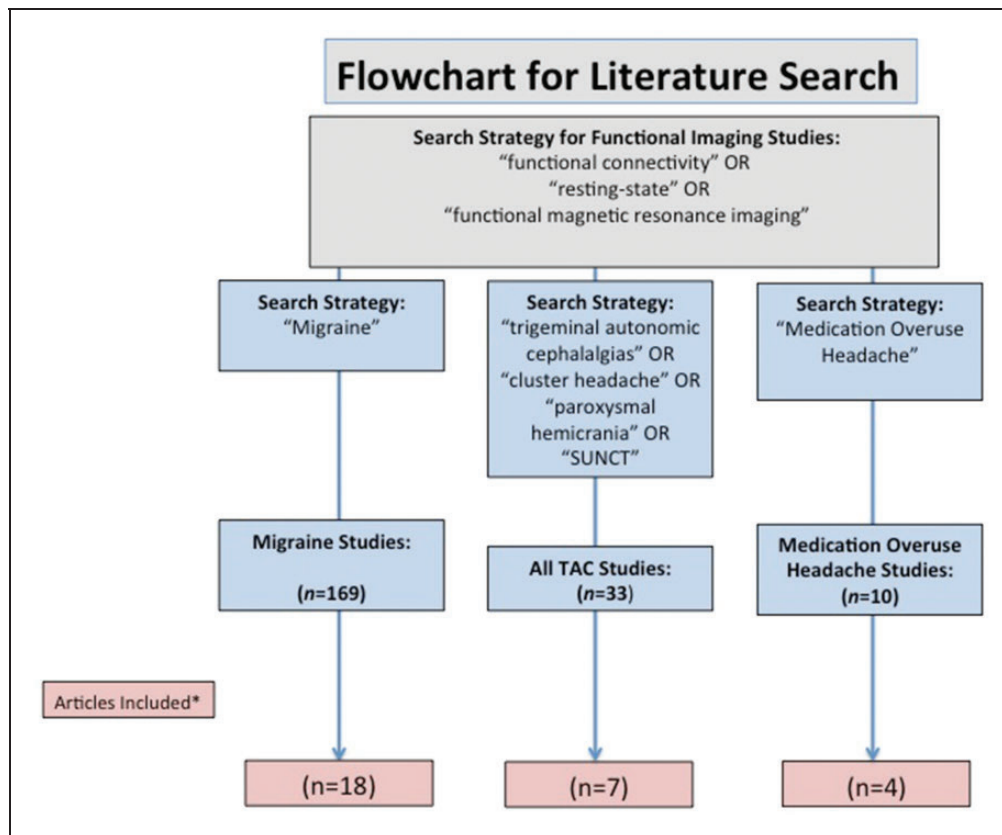 Flowchart for Literature Search
Search Strategy for Functional Imaging Studies:
“functional connectivity” OR
“resting-state” OR
“functional magnetic resonance imaging”
Search Strategy:
“Migraine”
Search Strategy:
“trigeminal autonomic
cephalalgias” OR
“cluster headache” OR
“paroxysmal
hemicrania” OR
“SUNCT”
Search Strategy:
“Medication Overuse
Headache”
Migraine Studies:
(n=169)
All TAC Studies:
(n=33)
Medication Overuse
Headache Studies:
(n=10)
Articles Included*
(n=18)
(n=7)
(n=4)